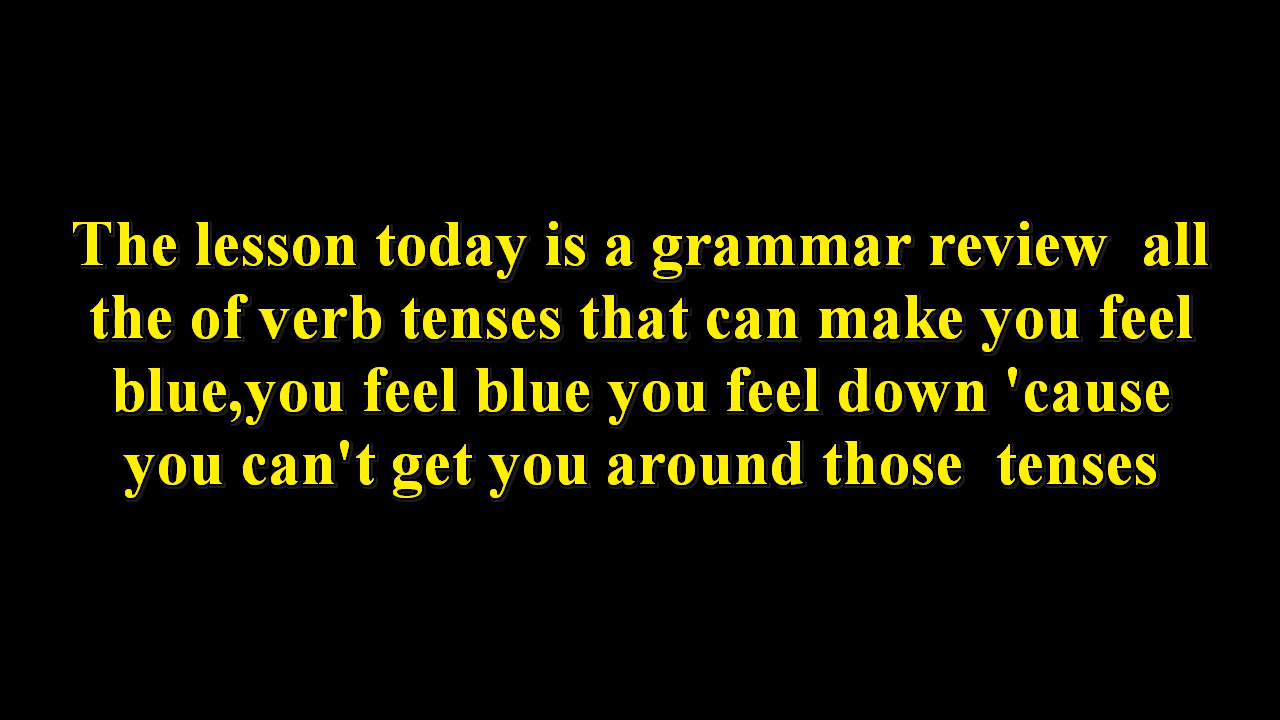 The lesson today is a grammar review  all
the of verb tenses that can make you feel
blue,you feel blue you feel down 'cause
you can't get you around those  tenses